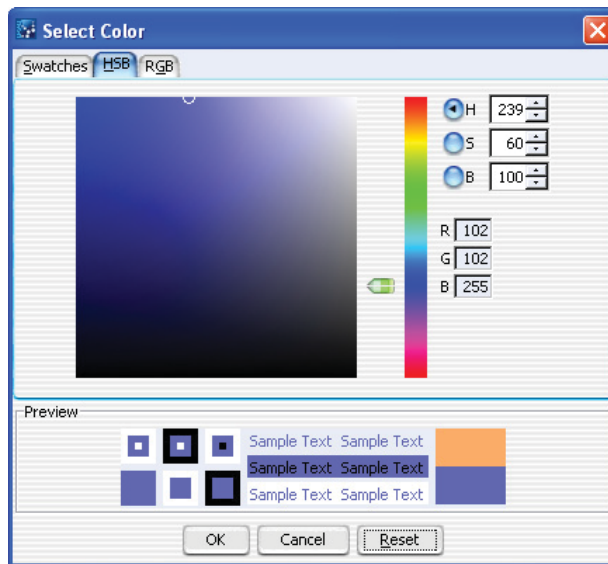 Select Color
Swatches HSB RGB
H 239
S 60
B 100
R 102
G 102
B 255
Preview
Sample Text Sample Text
Sample Text Sample Text
Sample Text Sample Text
OK Cancel Reset